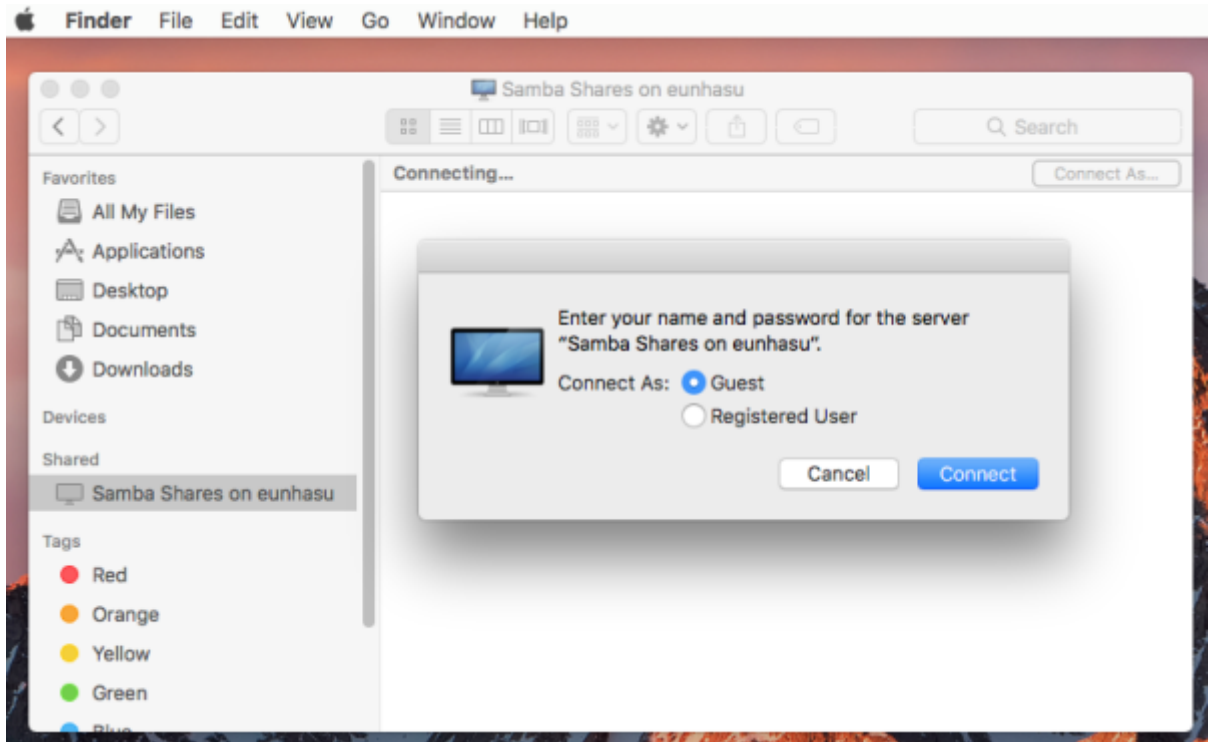 Finder File Edit View Go Window Help
Samba Shares on eunhasu
Search
Favorites
All My Files
Applications
Desktop
Documents
Downloads
Devices
Shared
Samba Shares on eunhasu
Tags
Red
Orange
Yellow
Green
Blue
Connecting...
Connect As...
Enter your name and password for the server
"Samba Shares on eunhasu".
Connect As: Guest
Registered User
Cancel Connect